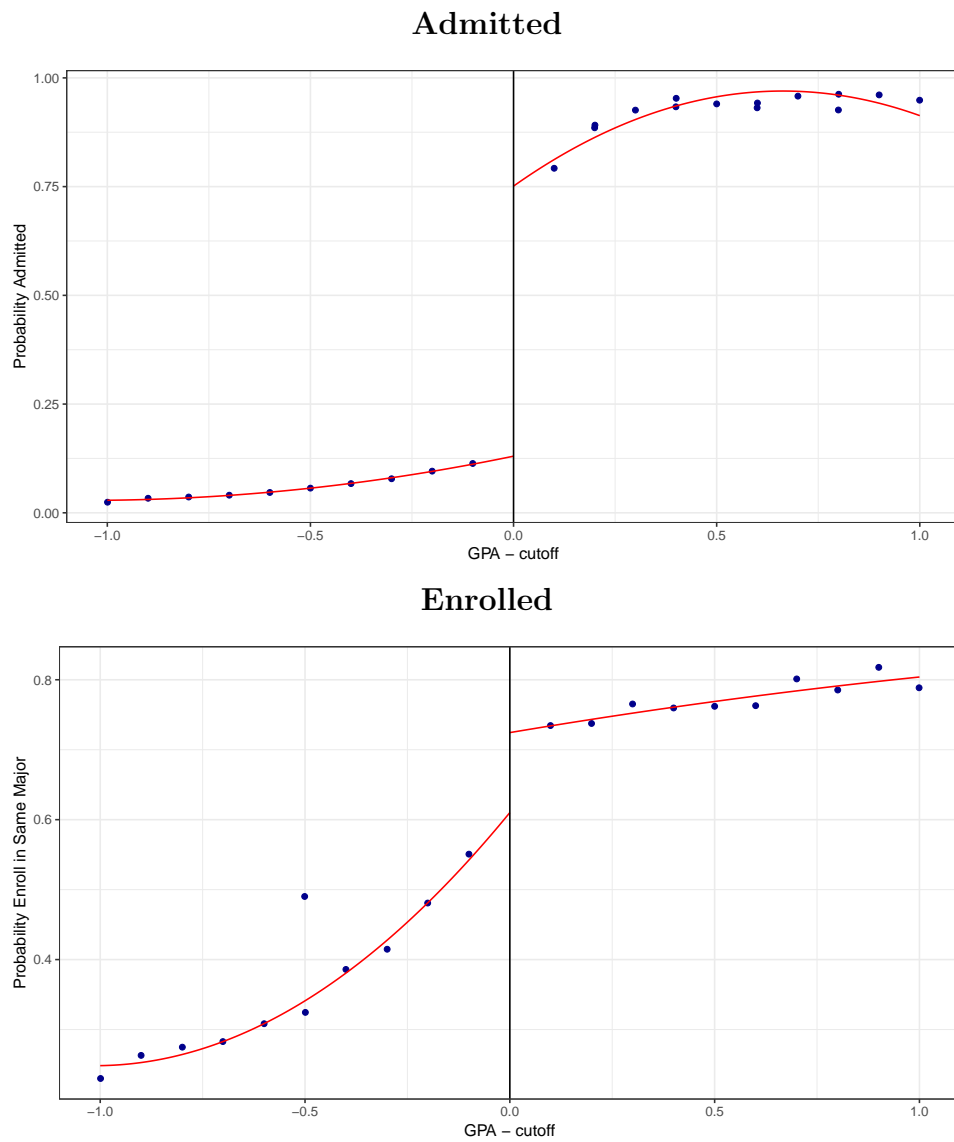 Admitted
1.00
0.75
0.50
0.25
0.00
Probability Admitted
−1.0 −0.5 0.0 0.5 1.0
GPA − cutoff
Enrolled
0.8
0.6
0.4
Probability Enroll in Same Major
−1.0 −0.5 0.0 0.5 1.0
GPA − cutoff